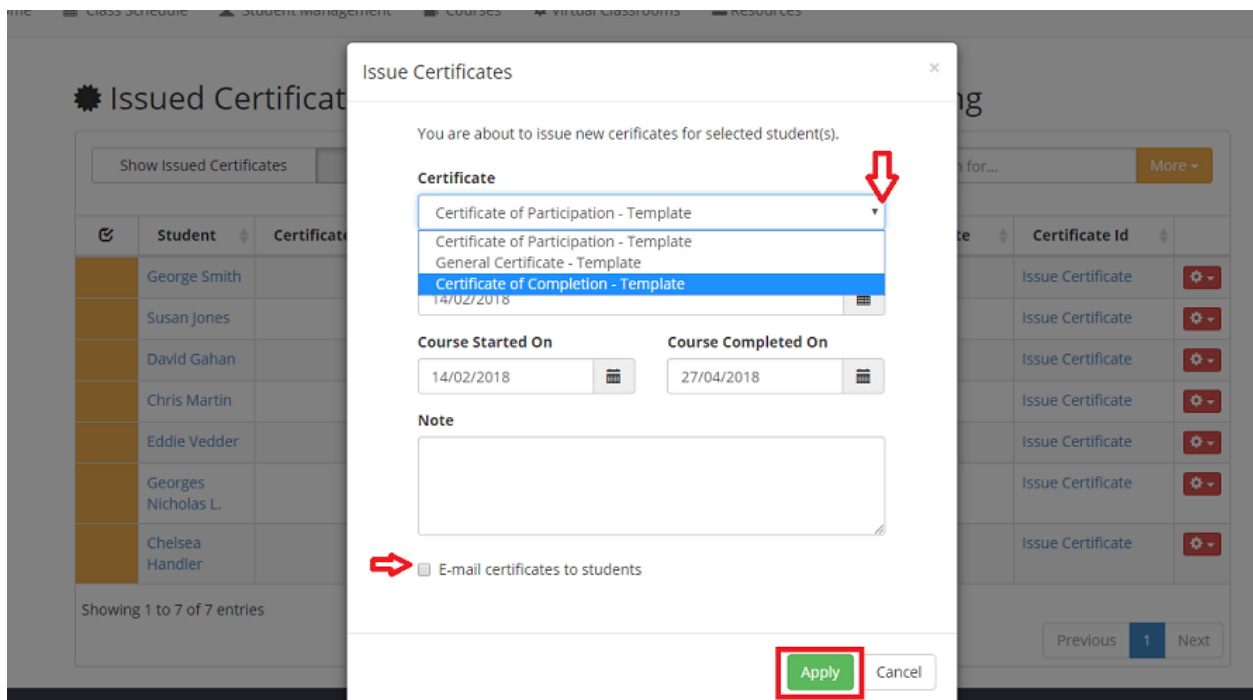 Class Schedule Student Management Courses Virtual Classrooms Resources
Issue Certificates ×
Issued Certificat
ng
You are about to issue new cerificates for selected student(s).
Show Issued Certificates
for...
More
Certificate
Certificate of Participation - Template
Certificate of Participation - Template
General Certificate - Template
Certificate of Completion - Template
14/02/2018
Student Certificate
te Certificate Id
George Smith Issue Certificate
Susan Jones Issue Certificate
David Gahan Issue Certificate
Chris Martin Issue Certificate
Eddie Vedder Issue Certificate
Georges Issue Certificate
Nicholas L.
Chelsea Issue Certificate
Handler
Course Started On Course Completed On
14/02/2018 27/04/2018
Note
E-mail certificates to students
Showing 1 to 7 of 7 entries
Previous 1 Next
Apply Cancel